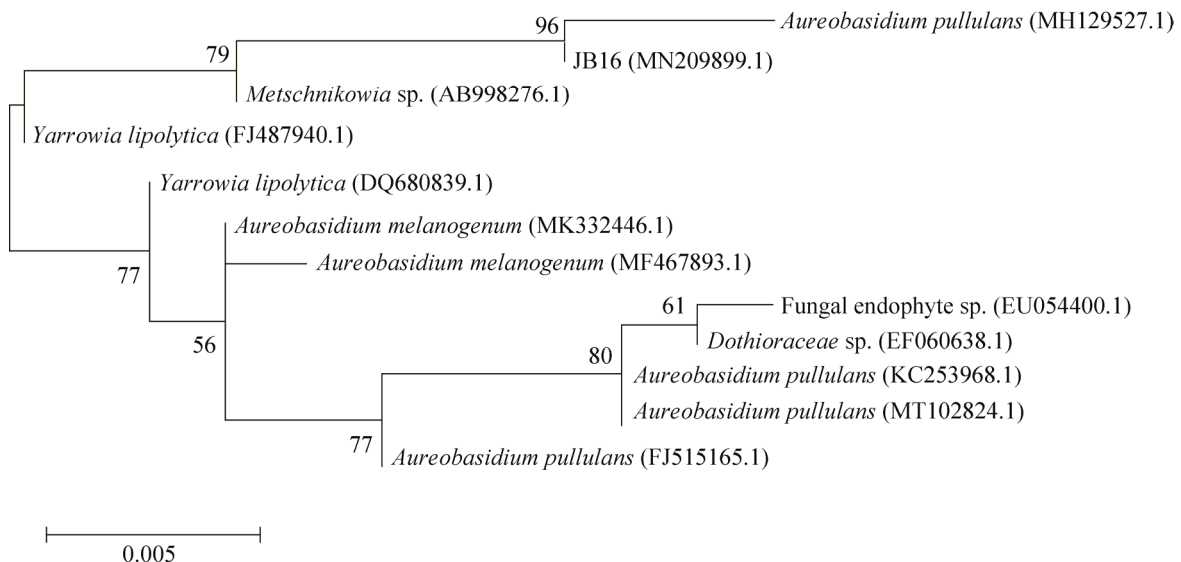 Aureobasidium pullulans (MH129527.1)
96
JB16 (MN209899.1)
79
Metschnikowia sp. (AB998276.1)
Yarrowia lipolytica (FJ487940.1)
Yarrowia lipolytica (DQ680839.1)
Aureobasidium melanogenum (MK332446.1)
Aureobasidium melanogenum (MF467893.1)
77
61
Fungal endophyte sp. (EU054400.1)
Dothioraceae sp. (EF060638.1)
56
80
Aureobasidium pullulans (KC253968.1)
Aureobasidium pullulans (MT102824.1)
77
Aureobasidium pullulans (FJ515165.1)
0.005